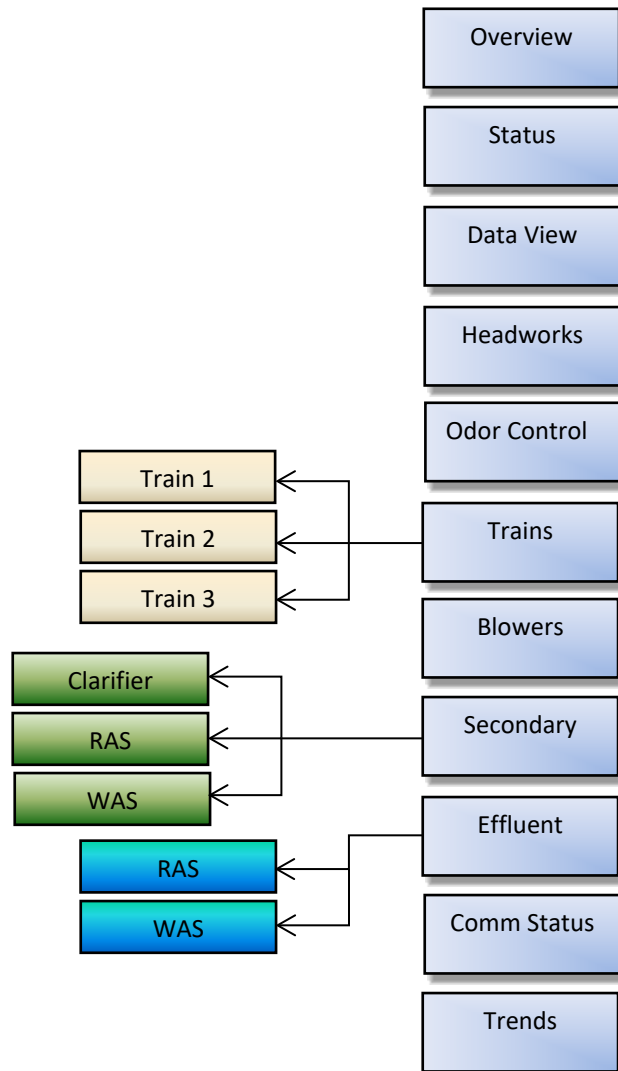 Overview
Status
Data View
Headworks
Odor Control
Train 1
Train 2
Train 3
Trains
Blowers
Clarifier
RAS
WAS
Secondary
Effluent
RAS
WAS
Comm Status
Trends